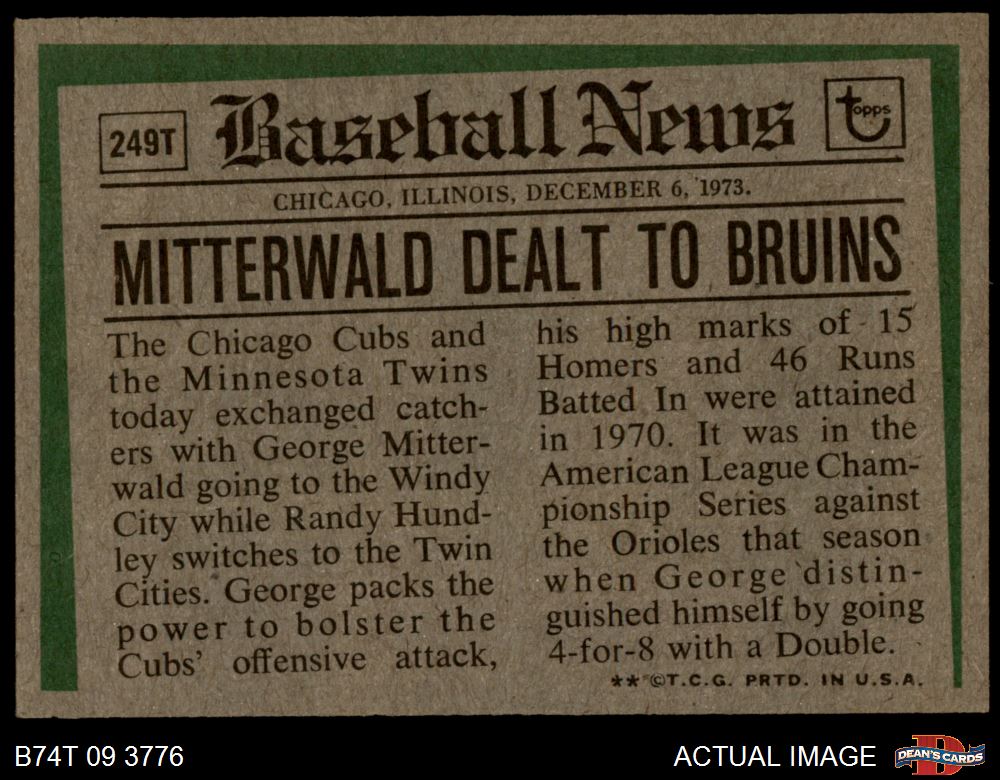 249T
Baseball News
topps
CHICAGO, ILLINOIS, DECEMBER 6, 1973.
MITTERWALD DEALT TO BRUINS
The Chicago Cubs and
the Minnesota Twins
today exchanged catch-
ers with George Mitter-
wald going to the Windy
City while Randy Hund-
ley switches to the Twin
Cities. George packs the
power to bolster the
Cubs' offensive attack,
his high marks of 15
Homers and 46 Runs
Batted In were attained
in 1970. It was in the
American League Cham-
pionship Series against
the Orioles that season
when George distin-
guished himself by going
4-for-8 with a Double.
**©T.C.G. PRTD. IN U.S.A.
B74T 09 3776
ACTUAL IMAGE
D
DEAN'S CARDS